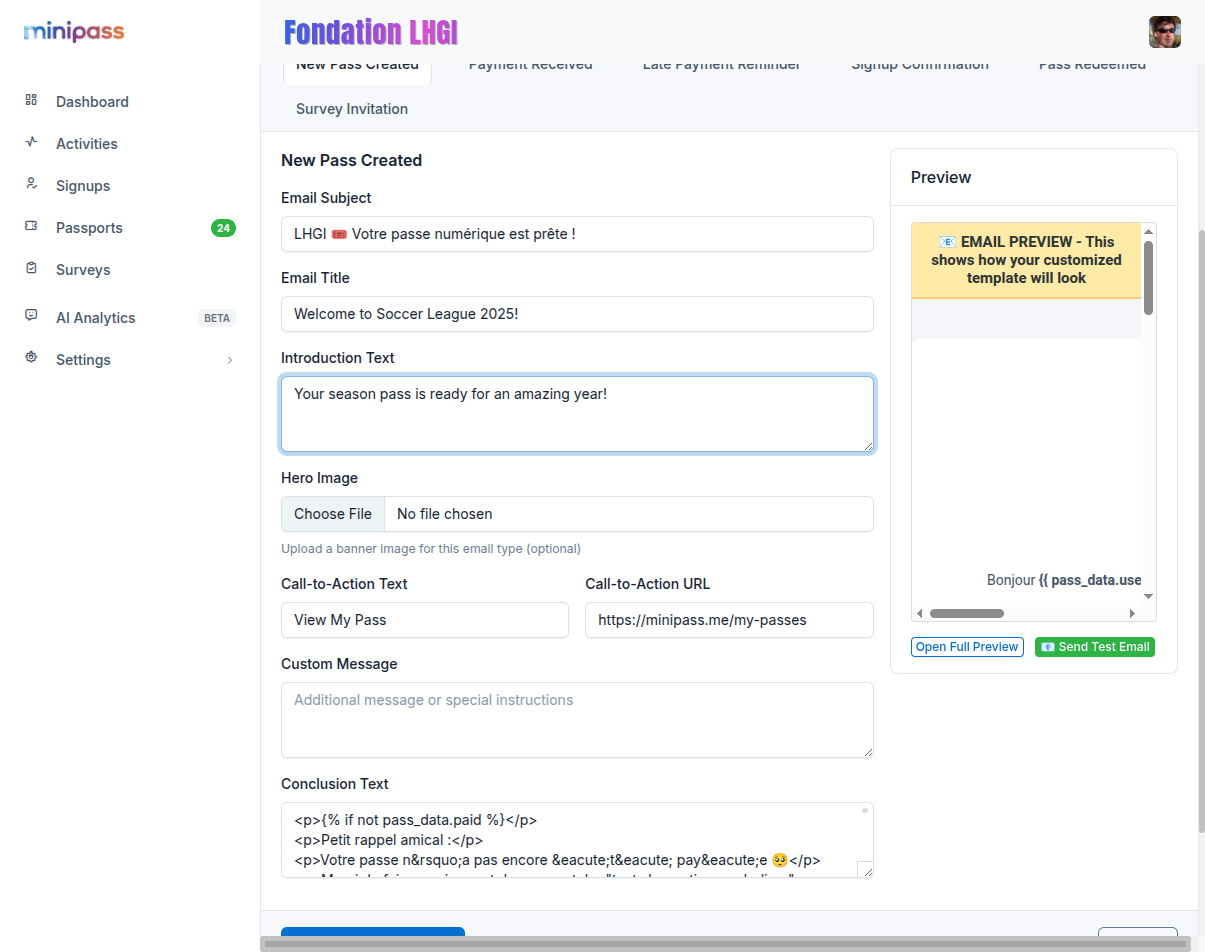 minipass
Fondation LHGI
Dashboard
Activities
Signups
Passports
24
Surveys
AI Analytics
BETA
Settings
New Pass Created
Payment Received
Late Payment Reminder
Signup Confirmation
Pass Redeemed
Survey Invitation
New Pass Created
Email Subject
LHGI 🎟️ Votre passe numérique est prête !
Email Title
Welcome to Soccer League 2025!
Introduction Text
Your season pass is ready for an amazing year!
Hero Image
Choose File
No file chosen
Upload a banner image for this email type (optional)
Call-to-Action Text
Call-to-Action URL
View My Pass
https://minipass.me/my-passes
Custom Message
Additional message or special instructions
Conclusion Text
<p>{% if not pass_data.paid %}</p>
<p>Petit rappel amical :</p>
<p>Votre passe n&rsquo;a pas encore &eacute;t&eacute; pay&eacute;e 🥺</p>
Preview
📧 EMAIL PREVIEW - This
shows how your customized
template will look
Bonjour {{ pass_data.use
Open Full Preview
📧 Send Test Email